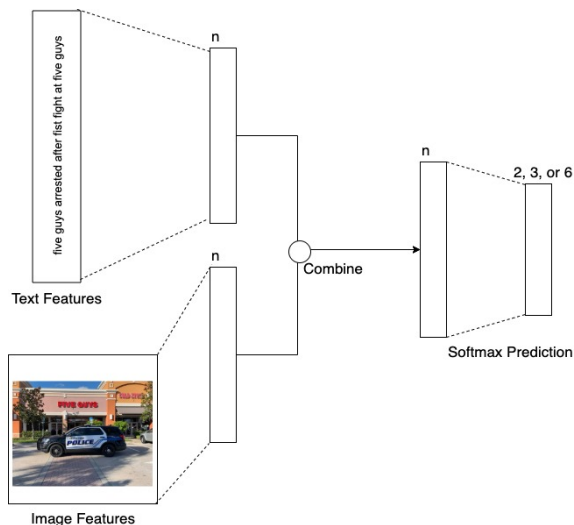 five guys arrested after fist fight at five guys
n
Text Features
n
Combine
n
2, 3, or 6
Softmax Prediction
FIVE GUYS
POLICE
Image Features